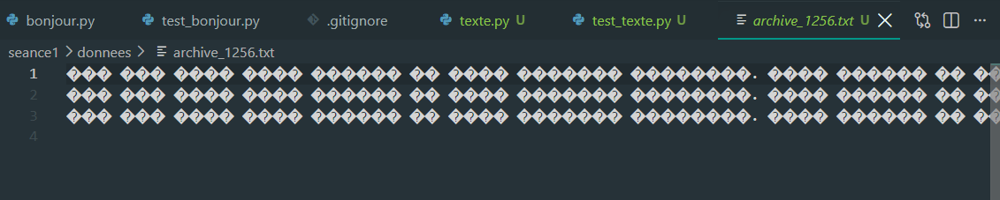 bonjour.py test_bonjour.py .gitignore texte.py U test_texte.py U archive_1256.txt U
seance1 > donnees > archive_1256.txt
1 ��� ��� ���� ���� ������ �� ���� ������� ��������. ���� ������ �� ��
2 ��� ��� ���� ���� ������ �� ���� ������� ��������. ���� ������ �� ��
3 ��� ��� ���� ���� ������ �� ���� ������� ��������. ���� ������ �� ��
4